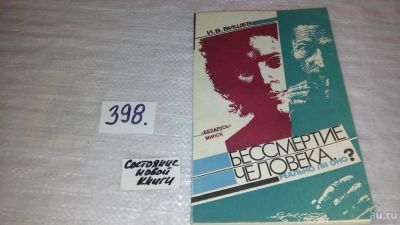 И.В.ВИШЕВ
398.
«БЕЛАРУСЬ»
МИНСК
БЕССМЕРТИЕ
ЧЕЛОВЕКА...
РЕАЛЬНО ЛИ ОНО?
Состояние
новой
книги
au.ru